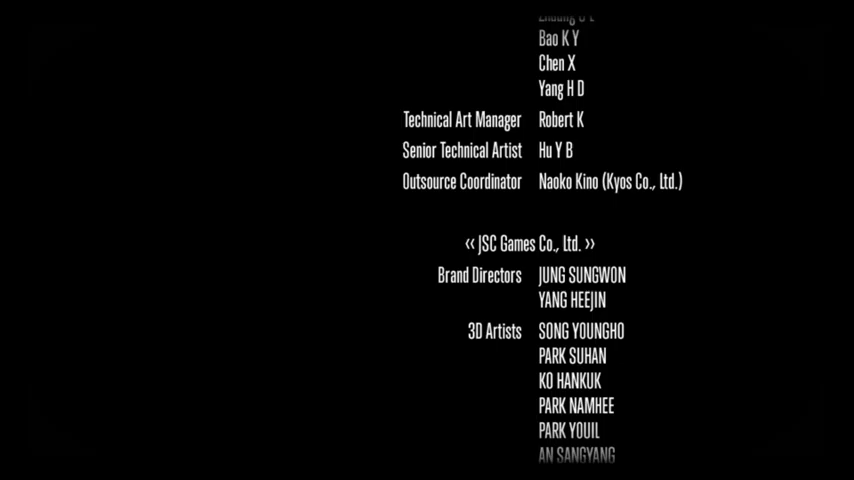 Bao K Y
Chen X
Yang H D
Technical Art Manager Robert K
Senior Technical Artist Hu Y B
Outsource Coordinator Naoko Kino (Kyos Co., Ltd.)
‹‹ JSC Games Co., Ltd. ››
Brand Directors JUNG SUNGWON
YANG HEEJIN
3D Artists SONG YOUNGHO
PARK SUHAN
KO HANKUK
PARK NAMHEE
PARK YOUIL
AN SANGYANG